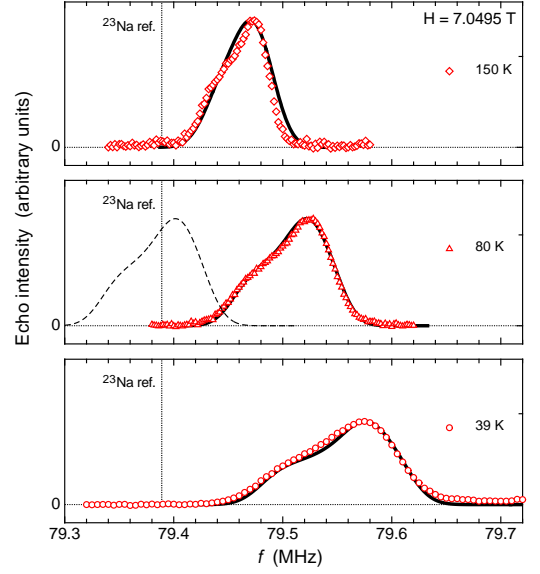 ²³Na ref.
H = 7.0495 T
150 K
0
²³Na ref.
80 K
0
²³Na ref.
39 K
0
79.3 79.4 79.5 79.6 79.7
f (MHz)
Echo intensity (arbitrary units)